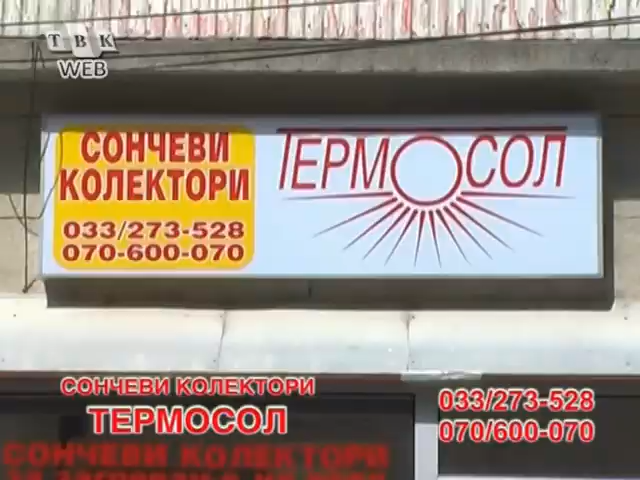 ТВК
WEB
СОНЧЕВИ
КОЛЕКТОРИ
033/273-528
070-600-070
ТЕРМОСОЛ
СОНЧЕВИ КОЛЕКТОРИ
ТЕРМОСОЛ
033/273-528
070/600-070
СОНЧЕВИ КОЛЕКТОРИ